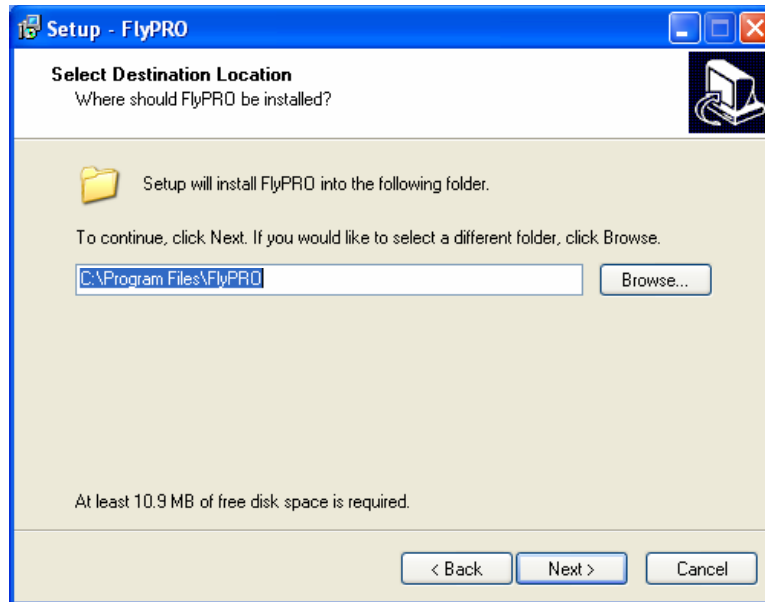 Setup - FlyPRO
Select Destination Location
Where should FlyPRO be installed?
Setup will install FlyPRO into the following folder.
To continue, click Next. If you would like to select a different folder, click Browse.
C:\Program Files\FlyPRO
Browse...
At least 10.9 MB of free disk space is required.
< Back
Next >
Cancel